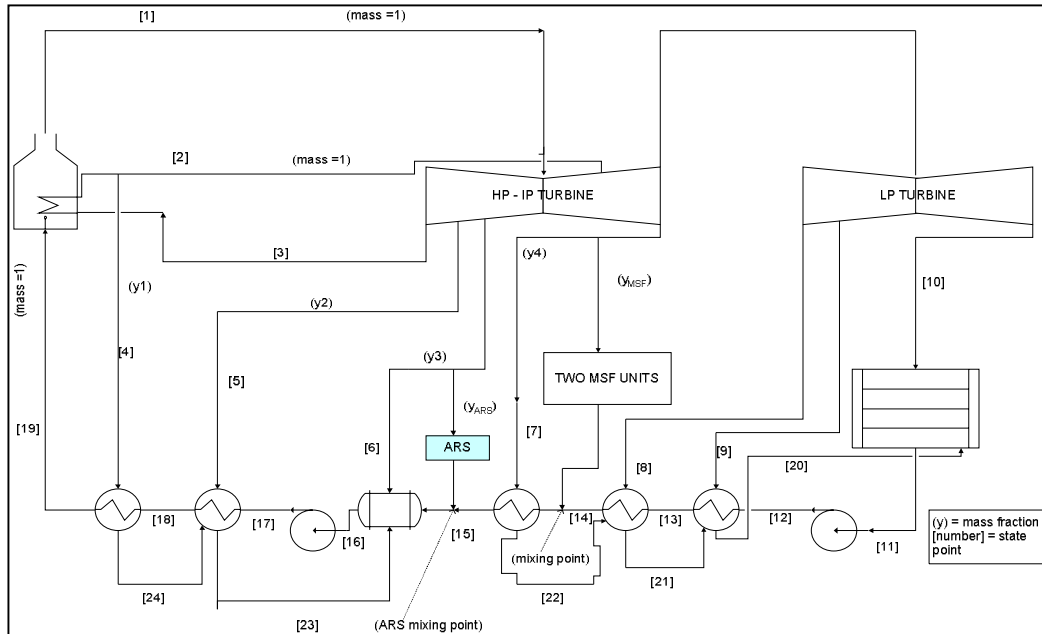 [1]
(mass =1)
[2]
(mass =1)
HP - IP TURBINE
LP TURBINE
[3]
(y4)
(yMSF)
[10]
(mass =1)
(y1)
(y2)
[4]
(y3)
TWO MSF UNITS
[5]
(yARS)
[19]
[6]
[7]
ARS
[8]
[9]
[20]
[18]
[17]
[16]
[15]
[14]
[13]
[12]
[11]
(y) = mass fraction
[number] = state
point
(mixing point)
[24]
[22]
[21]
[23]
(ARS mixing point)